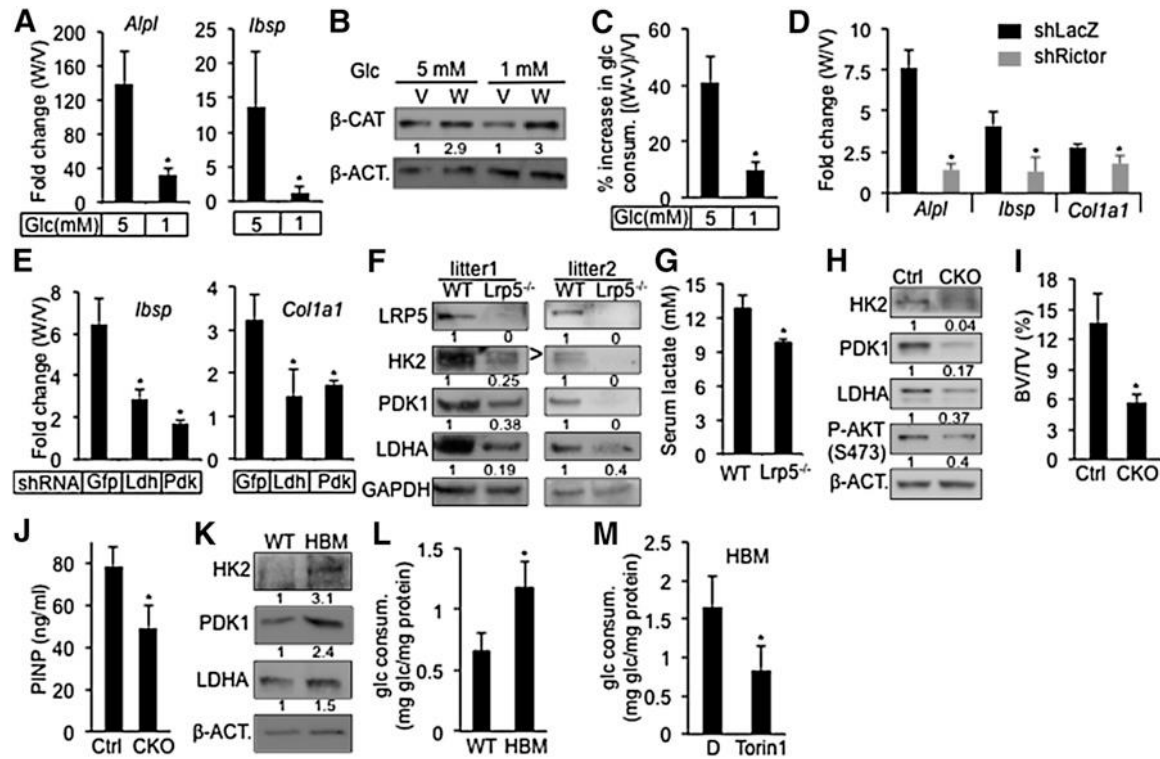 A
Alpl
Fold change (W/V)
200
160
120
80
40
0
Glc(mM) 5 1
Ibsp
25
20
15
10
5
0
5 1
B
Glc 5 mM 1 mM
V W V W
β-CAT
1 2.9 1 3
β-ACT.
C
% increase in glc
consum. [(W-V)/V]
60
40
20
0
Glc(mM) 5 1
*
D
shLacZ
shRictor
Fold change (W/V)
10
7.5
5
2.5
0
* * *
Alpl Ibsp Col1a1
E
Ibsp
Fold change (W/V)
8
6
4
2
0
* *
shRNA Gfp Ldh Pdk
Col1a1
4
3
2
1
0
* *
Gfp Ldh Pdk
F
litter1 litter2
WT Lrp5-/- WT Lrp5-/-
LRP5
1 0 1 0
HK2 >
1 0.25 1 0
PDK1
1 0.38 1 0
LDHA
1 0.19 1 0.4
GAPDH
G
Serum lactate (mM)
15
12
9
6
3
0
*
WT Lrp5-/-
H
Ctrl CKO
HK2
1 0.04
PDK1
1 0.17
LDHA
1 0.37
P-AKT
(S473)
1 0.4
β-ACT.
I
BV/TV (%)
18
15
12
9
6
3
0
*
Ctrl CKO
J
PINP (ng/ml)
80
60
40
20
0
*
Ctrl CKO
K
WT HBM
HK2
1 3.1
PDK1
1 2.4
LDHA
1 1.5
β-ACT.
L
glc consum.
(mg glc/mg protein)
1.5
1
0.5
0
*
WT HBM
M
HBM
glc consum.
(mg glc/mg protein)
2.5
2
1.5
1
0.5
0
*
D Torin1